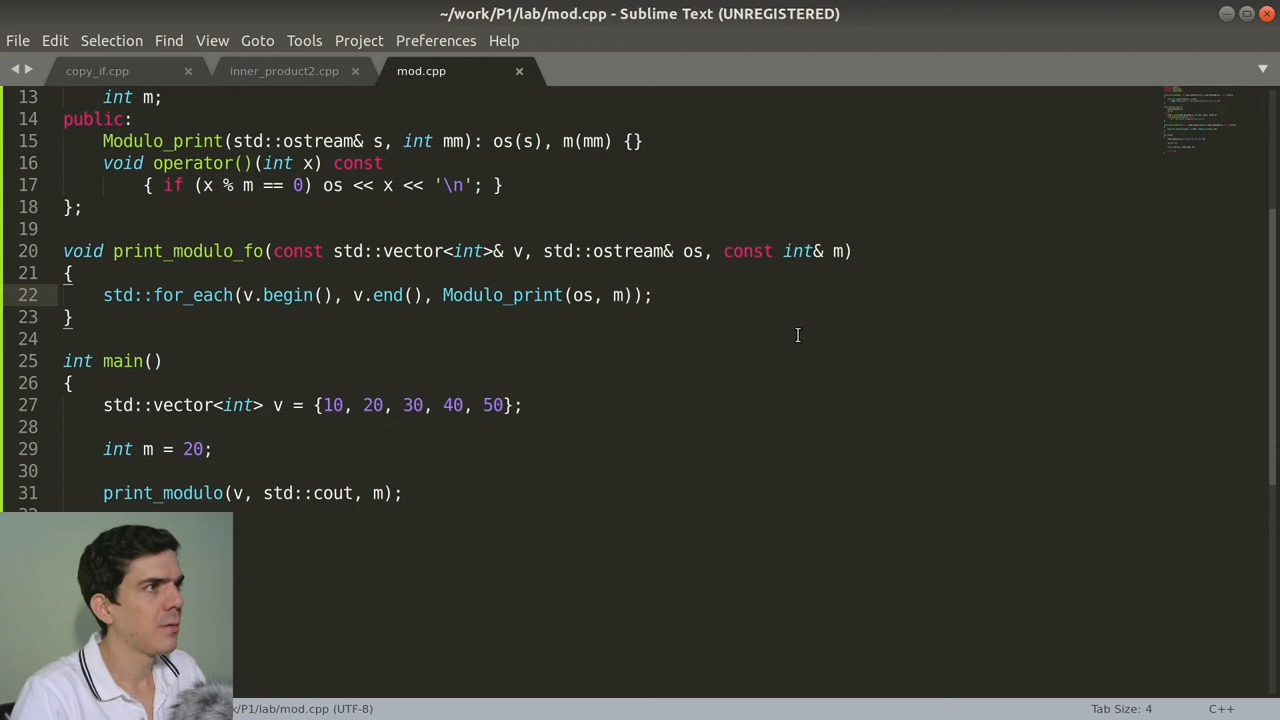 ~/work/P1/lab/mod.cpp - Sublime Text (UNREGISTERED)
File Edit Selection Find View Goto Tools Project Preferences Help
copy_if.cpp inner_product2.cpp mod.cpp
13 int m;
14 public:
15 Modulo_print(std::ostream& s, int mm): os(s), m(mm) {}
16 void operator()(int x) const
17 { if (x % m == 0) os << x << '\n'; }
18 };
19
20 void print_modulo_fo(const std::vector<int>& v, std::ostream& os, const int& m)
21 {
22 std::for_each(v.begin(), v.end(), Modulo_print(os, m));
23 }
24
25 int main()
26 {
27 std::vector<int> v = {10, 20, 30, 40, 50};
28
29 int m = 20;
30
31 print_modulo(v, std::cout, m);
k/P1/lab/mod.cpp (UTF-8) Tab Size: 4 C++